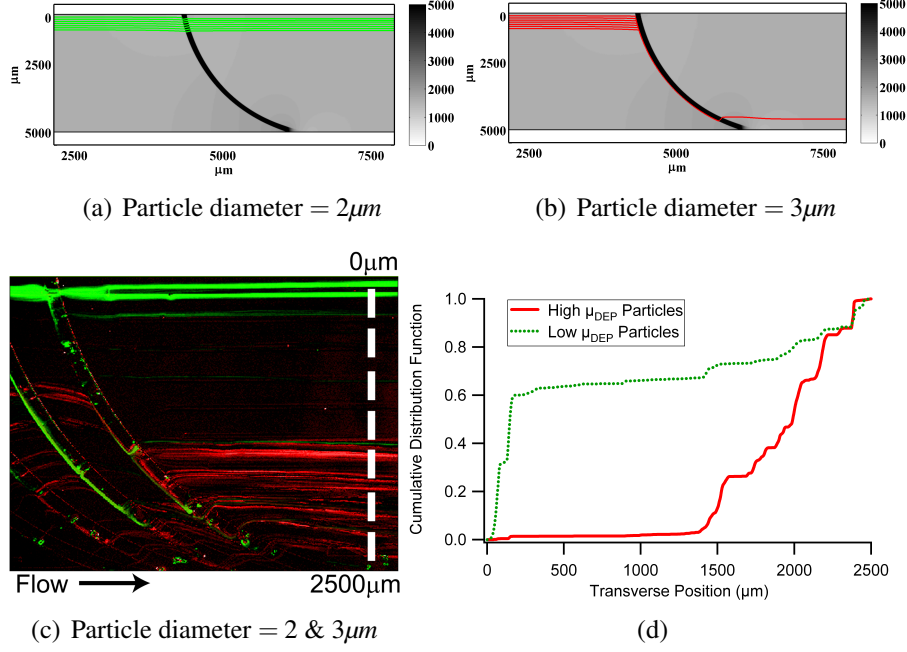 0
2500
5000
μm
2500
5000
7500
μm
5000
4000
3000
2000
1000
0
(a) Particle diameter = 2μm
0
2500
5000
μm
2500
5000
7500
μm
5000
4000
3000
2000
1000
0
(b) Particle diameter = 3μm
0μm
Flow
2500μm
(c) Particle diameter = 2 & 3μm
Cumulative Distribution Function
1.0
0.8
0.6
0.4
0.2
0.0
High μDEP Particles
Low μDEP Particles
0
500
1000
1500
2000
2500
Transverse Position (μm)
(d)